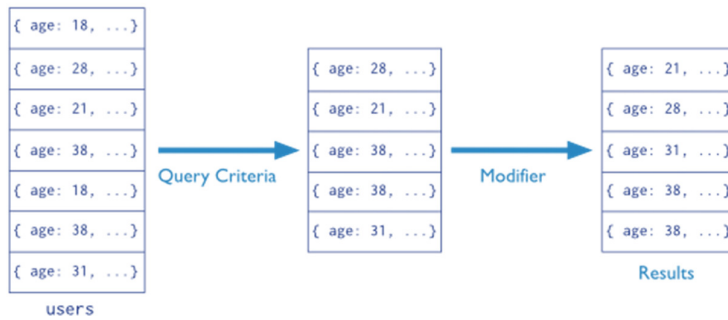 { age: 18, ...}
{ age: 28, ...}
{ age: 21, ...}
{ age: 38, ...}
{ age: 18, ...}
{ age: 38, ...}
{ age: 31, ...}
users
Query Criteria
{ age: 28, ...}
{ age: 21, ...}
{ age: 38, ...}
{ age: 38, ...}
{ age: 31, ...}
Modifier
{ age: 21, ...}
{ age: 28, ...}
{ age: 31, ...}
{ age: 38, ...}
{ age: 38, ...}
Results